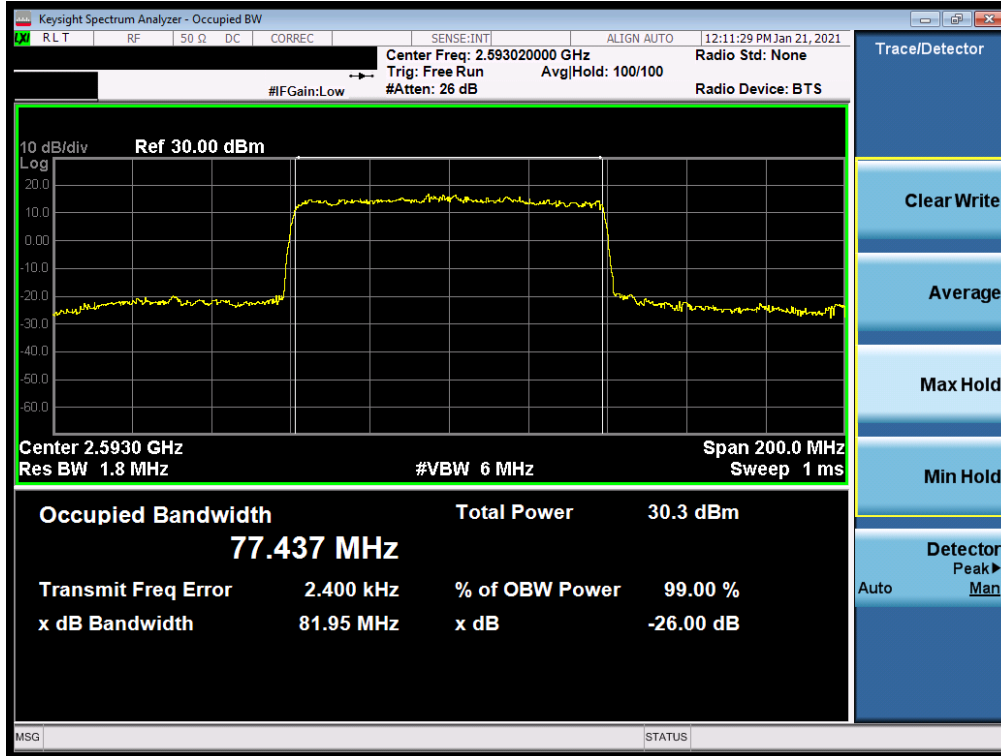 Keysight Spectrum Analyzer - Occupied BW
LXI RLT RF 50 Ω DC CORREC SENSE:INT ALIGN AUTO 12:11:29 PM Jan 21, 2021
Center Freq: 2.593020000 GHz Radio Std: None
Trig: Free Run Avg|Hold: 100/100
#IFGain:Low #Atten: 26 dB Radio Device: BTS
Trace/Detector
10 dB/div Ref 30.00 dBm
Log
20.0
10.0
0.00
-10.0
-20.0
-30.0
-40.0
-50.0
-60.0
Center 2.5930 GHz Span 200.0 MHz
Res BW 1.8 MHz #VBW 6 MHz Sweep 1 ms
Occupied Bandwidth Total Power 30.3 dBm
77.437 MHz
Transmit Freq Error 2.400 kHz % of OBW Power 99.00 %
x dB Bandwidth 81.95 MHz x dB -26.00 dB
Clear Write
Average
Max Hold
Min Hold
Detector
Peak
Auto Man
MSG STATUS